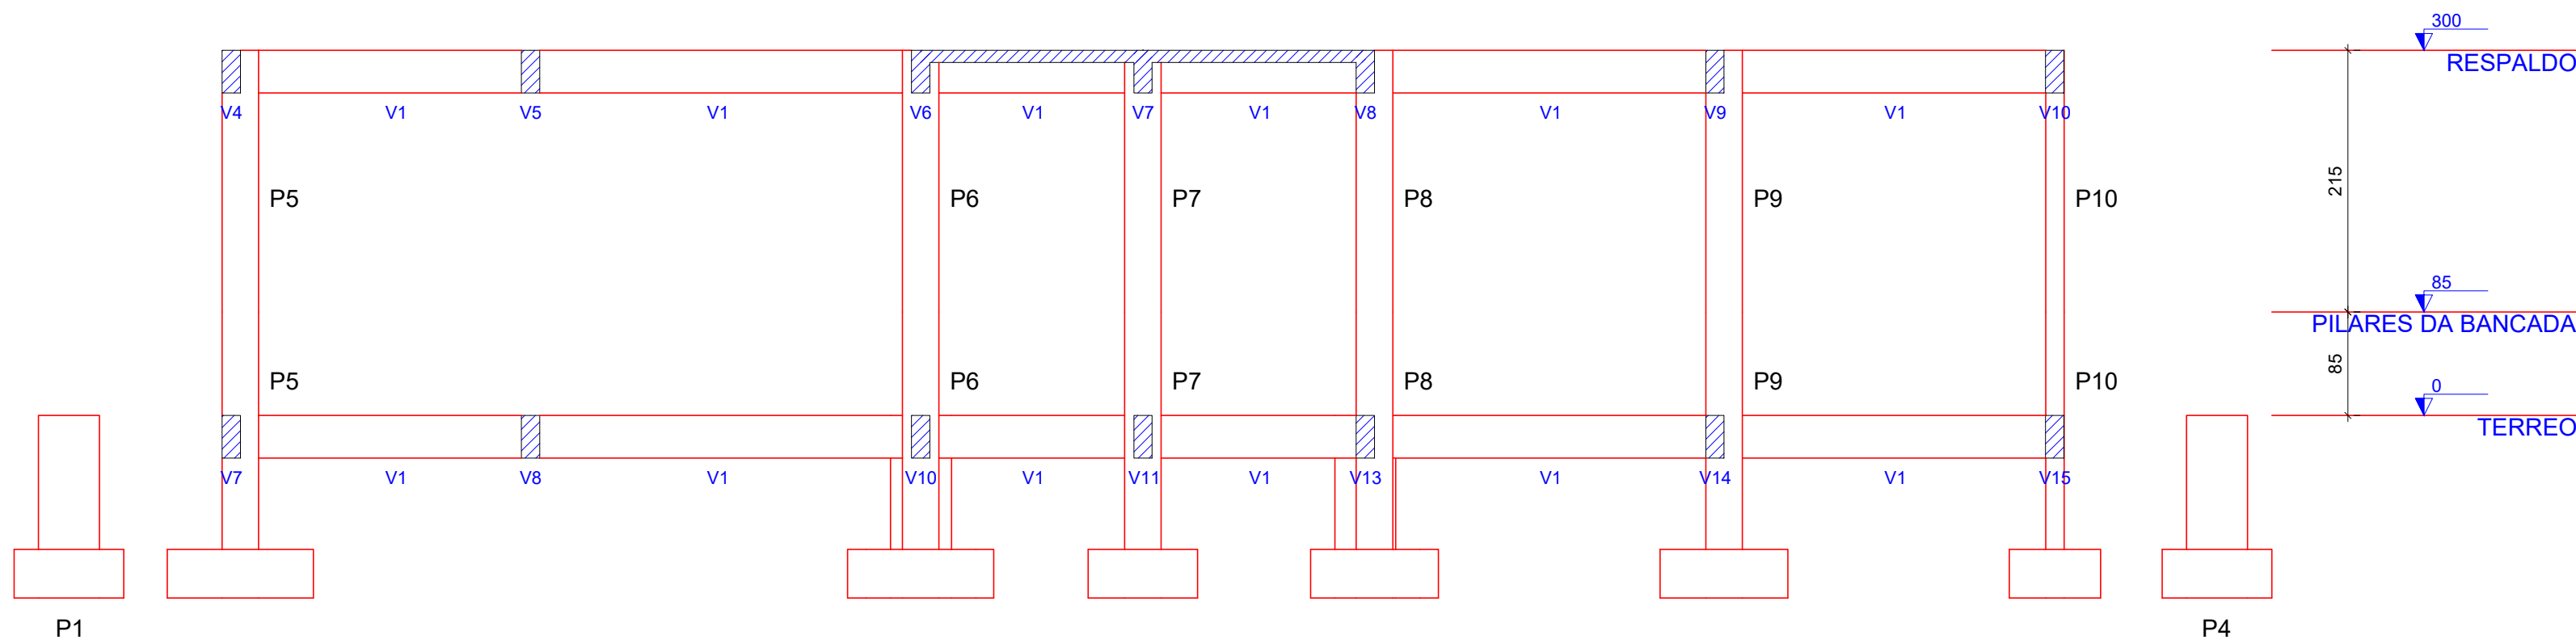 300
RESPALDO
V4 V1 V5 V1 V6 V1 V7 V1 V8 V1 V9 V1 V10
215
P5 P6 P7 P8 P9 P10
85
PILARES DA BANCADA
85
P5 P6 P7 P8 P9 P10
0
TERREO
V7 V1 V8 V1 V10 V1 V11 V1 V13 V1 V14 V1 V15
P1 P4